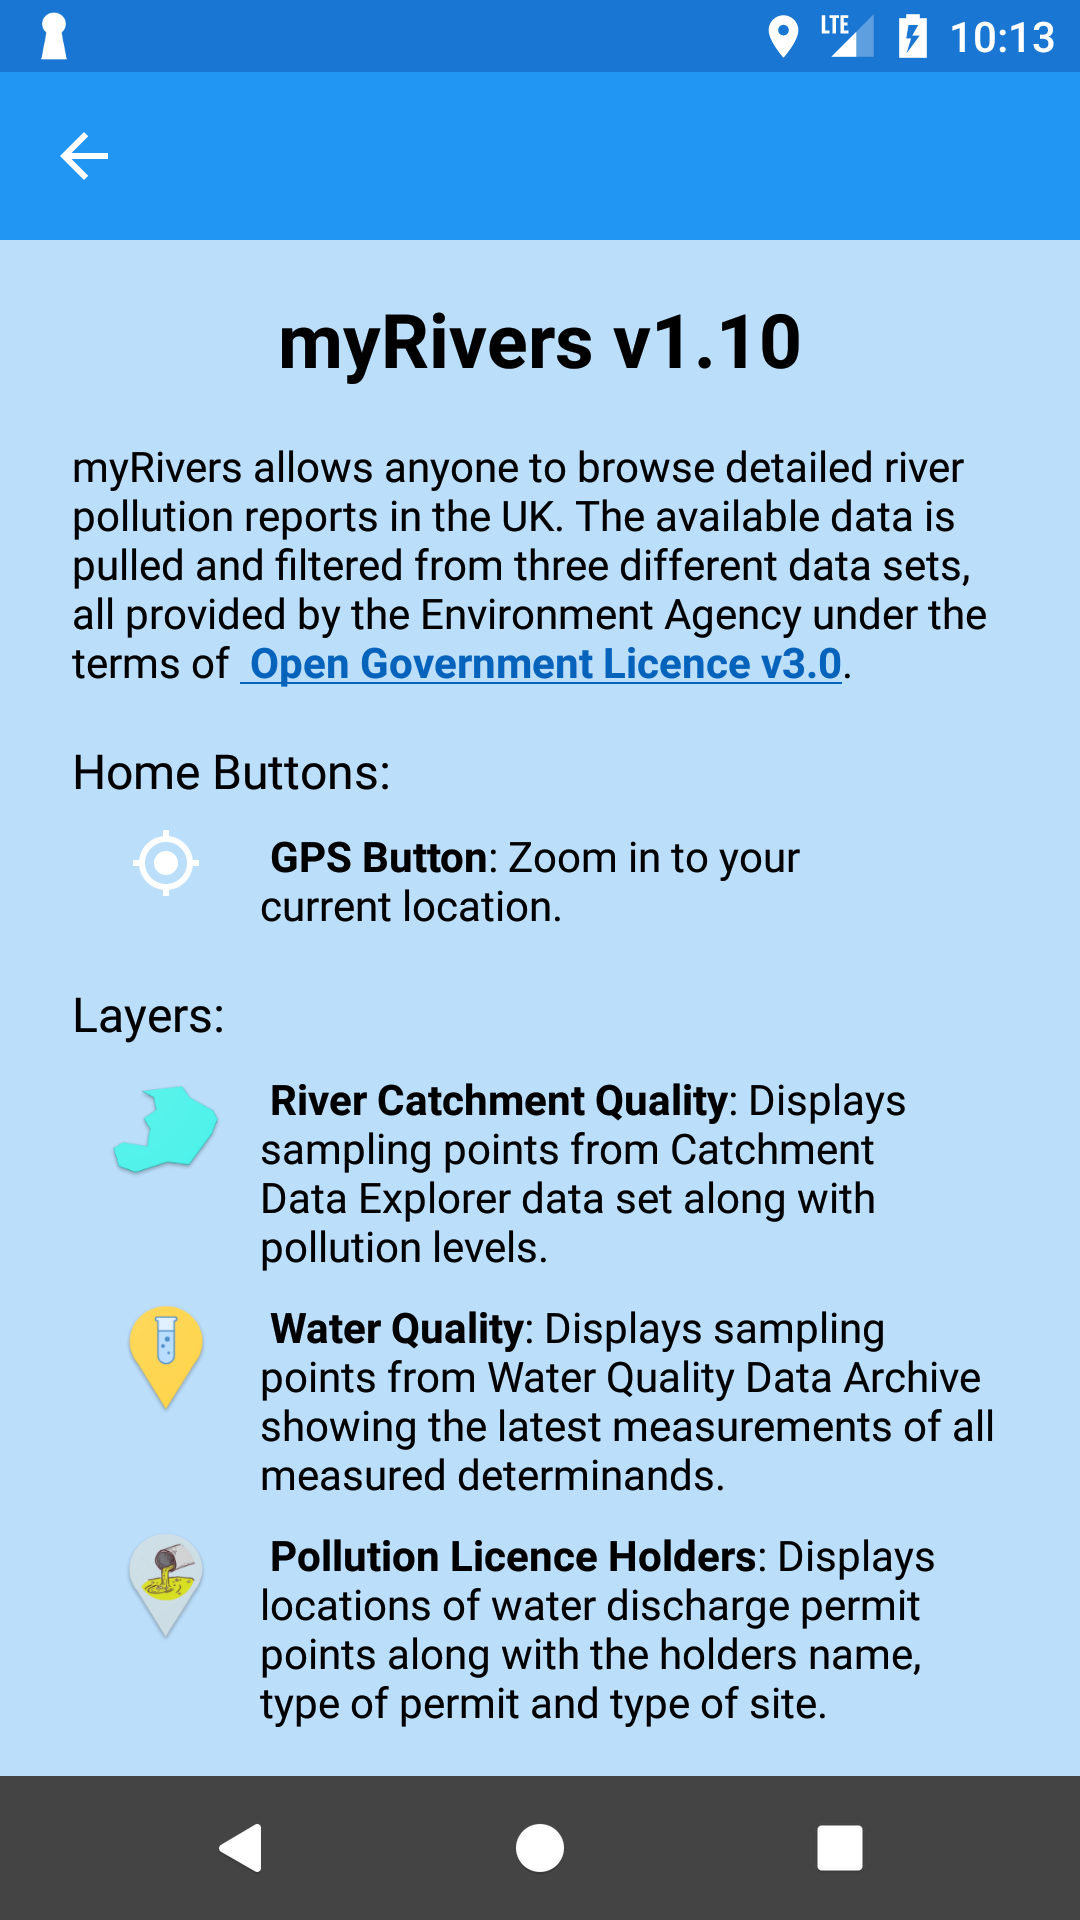 LTE 10:13
myRivers v1.10
myRivers allows anyone to browse detailed river
pollution reports in the UK. The available data is
pulled and filtered from three different data sets,
all provided by the Environment Agency under the
terms of Open Government Licence v3.0.
Home Buttons:
GPS Button: Zoom in to your
current location.
Layers:
River Catchment Quality: Displays
sampling points from Catchment
Data Explorer data set along with
pollution levels.
Water Quality: Displays sampling
points from Water Quality Data Archive
showing the latest measurements of all
measured determinands.
Pollution Licence Holders: Displays
locations of water discharge permit
points along with the holders name,
type of permit and type of site.